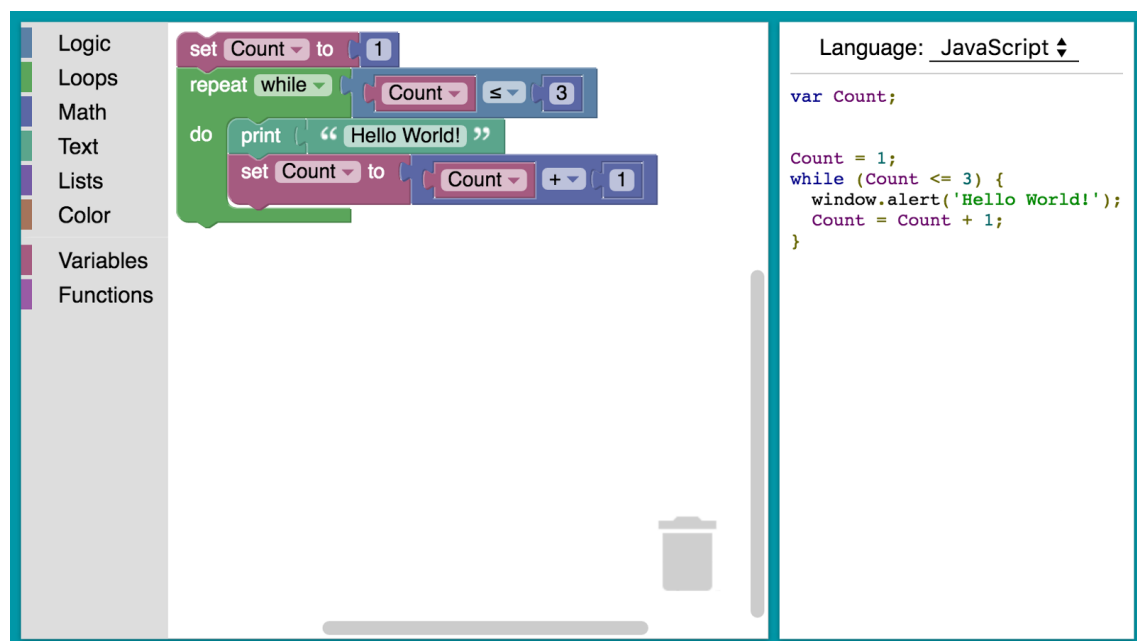 Logic
Loops
Math
Text
Lists
Color
Variables
Functions
set Count to 1
repeat while Count ≤ 3
do print “ Hello World! ”
set Count to Count + 1
Language: JavaScript
var Count;
Count = 1;
while (Count <= 3) {
  window.alert('Hello World!');
  Count = Count + 1;
}